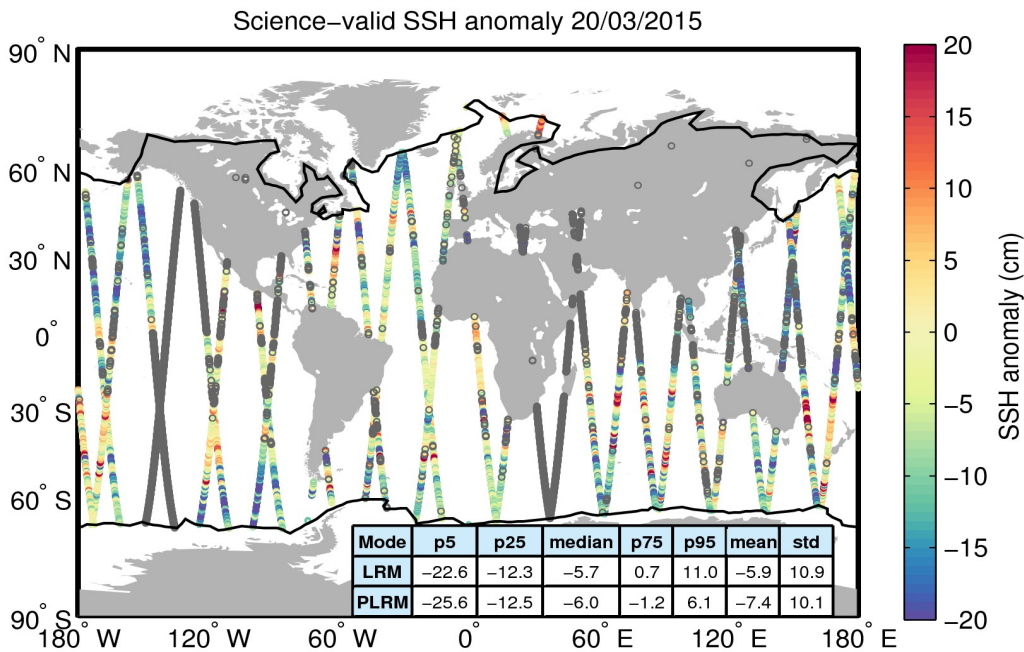 Science−valid SSH anomaly 20/03/2015
90° N
60° N
30° N
0°
30° S
60° S
90° S
180° W 120° W 60° W 0° 60° E 120° E 180° E
Mode p5 p25 median p75 p95 mean std
LRM −22.6 −12.3 −5.7 0.7 11.0 −5.9 10.9
PLRM −25.6 −12.5 −6.0 −1.2 6.1 −7.4 10.1
20
15
10
5
0
−5
−10
−15
−20
SSH anomaly (cm)